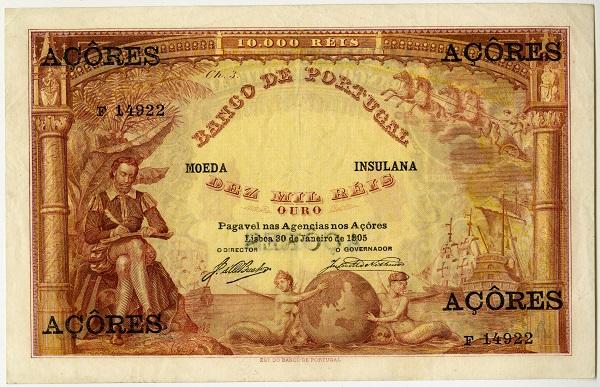 10.000 RÉIS
AÇÔRES AÇÔRES
Ch. 3.
BANCO DE PORTUGAL
F 14922
MOEDA INSULANA
DEZ MIL RÉIS
OURO
Pagavel nas Agencias nos Açôres
Lisboa 30 de Janeiro de 1905
O DIRECTOR O GOVERNADOR
AÇÔRES AÇÔRES
F 14922
EST. DO BANCO DE PORTUGAL